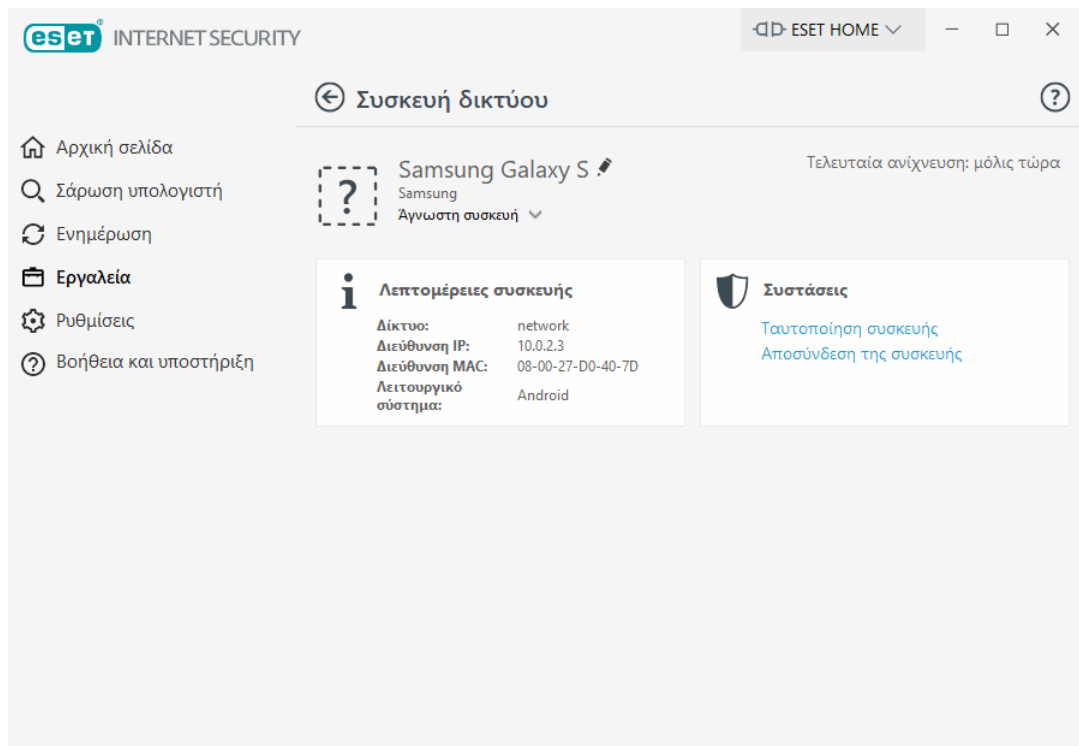 eset® INTERNET SECURITY
ESET HOME
Συσκευή δικτύου
?
Αρχική σελίδα
Σάρωση υπολογιστή
Ενημέρωση
Εργαλεία
Ρυθμίσεις
? Βοήθεια και υποστήριξη
?
Samsung Galaxy S
Samsung
Άγνωστη συσκευή
Τελευταία ανίχνευση: μόλις τώρα
i Λεπτομέρειες συσκευής
Δίκτυο: network
Διεύθυνση IP: 10.0.2.3
Διεύθυνση MAC: 08-00-27-D0-40-7D
Λειτουργικό
σύστημα: Android
Συστάσεις
Ταυτοποίηση συσκευής
Αποσύνδεση της συσκευής